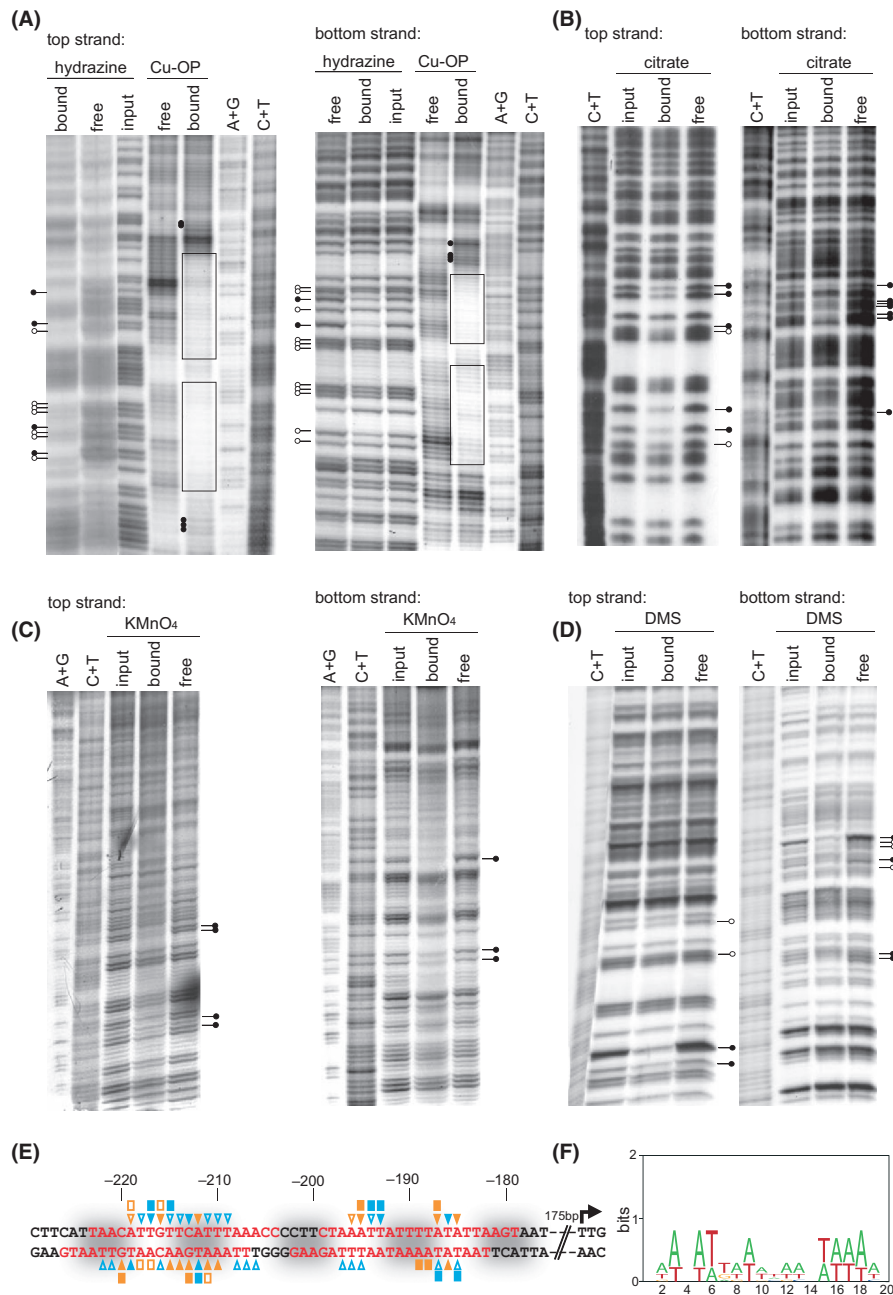 (A)
top strand:
hydrazine Cu-OP
bound free input free bound A+G C+T
bottom strand:
hydrazine Cu-OP
free bound input free bound A+G C+T
(B)
top strand:
citrate
C+T input bound free
bottom strand:
citrate
C+T input bound free
(C)
top strand:
KMnO4
A+G C+T input bound free
bottom strand:
KMnO4
A+G C+T input bound free
(D)
top strand:
DMS
C+T input bound free
bottom strand:
DMS
C+T input bound free
(E)
−220 −210 −200 −190 −180
175bp
CTTCATTAACATTGTTCATTTAAACCCCTTCTAAATTATTTTATATTAAGTAAT--//--TTG
GAAGTAATTGTAACAAGTAAATTTGGGGAAGATTTAATAAAATATAATTCATTA--//--AAC
(F)
2
bits
0
2 4 6 8 10 12 14 16 18 20